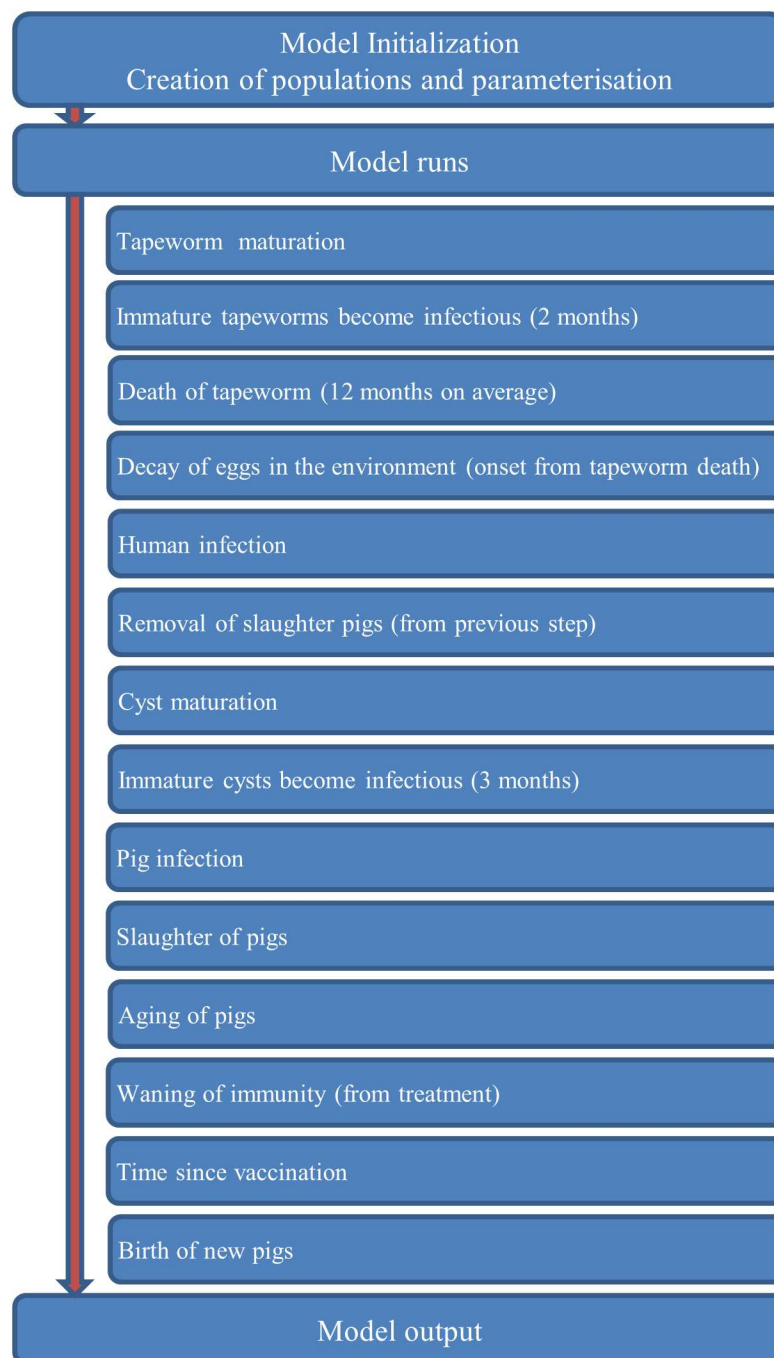 Model Initialization
Creation of populations and parameterisation
Model runs
Tapeworm maturation
Immature tapeworms become infectious (2 months)
Death of tapeworm (12 months on average)
Decay of eggs in the environment (onset from tapeworm death)
Human infection
Removal of slaughter pigs (from previous step)
Cyst maturation
Immature cysts become infectious (3 months)
Pig infection
Slaughter of pigs
Aging of pigs
Waning of immunity (from treatment)
Time since vaccination
Birth of new pigs
Model output